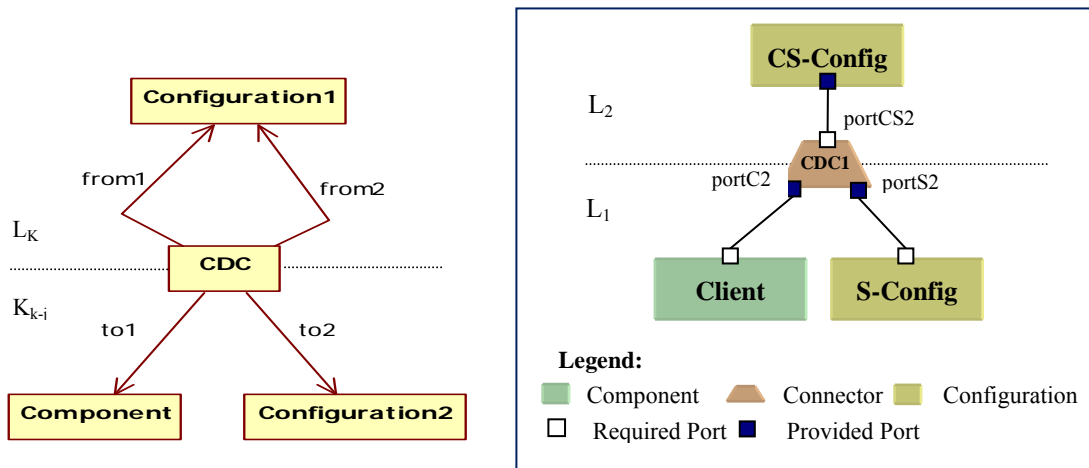 Configuration1
from1
from2
L_K
CDC
K_{k-j}
to1
to2
Component
Configuration2
CS-Config
L_2
portCS2
CDC1
portC2
portS2
L_1
Client
S-Config
Legend:
Component
Connector
Configuration
Required Port
Provided Port